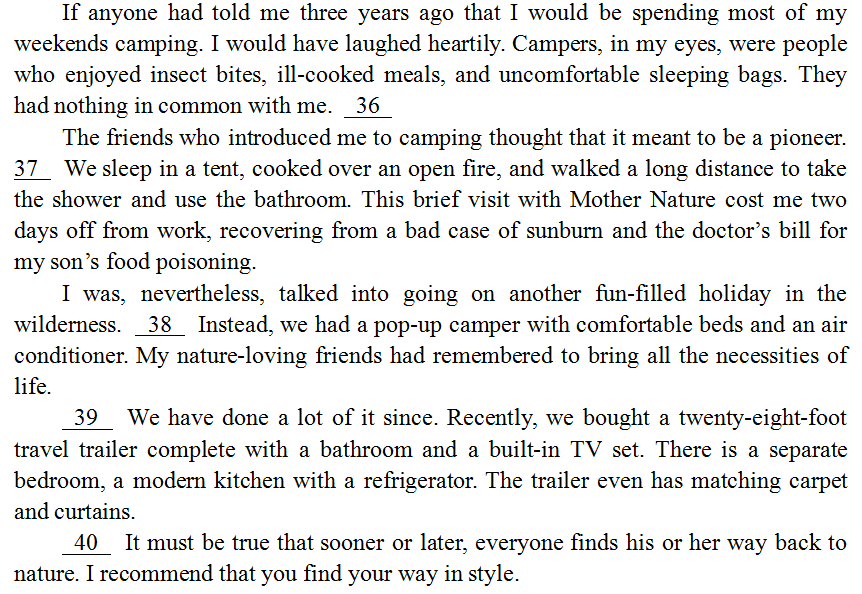 If anyone had told me three years ago that I would be spending most of my
weekends camping. I would have laughed heartily. Campers, in my eyes, were people
who enjoyed insect bites, ill-cooked meals, and uncomfortable sleeping bags. They
had nothing in common with me. 36
The friends who introduced me to camping thought that it meant to be a pioneer.
37 We sleep in a tent, cooked over an open fire, and walked a long distance to take
the shower and use the bathroom. This brief visit with Mother Nature cost me two
days off from work, recovering from a bad case of sunburn and the doctor's bill for
my son's food poisoning.
I was, nevertheless, talked into going on another fun-filled holiday in the
wilderness. 38 Instead, we had a pop-up camper with comfortable beds and an air
conditioner. My nature-loving friends had remembered to bring all the necessities of
life.
39 We have done a lot of it since. Recently, we bought a twenty-eight-foot
travel trailer complete with a bathroom and a built-in TV set. There is a separate
bedroom, a modern kitchen with a refrigerator. The trailer even has matching carpet
and curtains.
40 It must be true that sooner or later, everyone finds his or her way back to
nature. I recommend that you find your way in style.